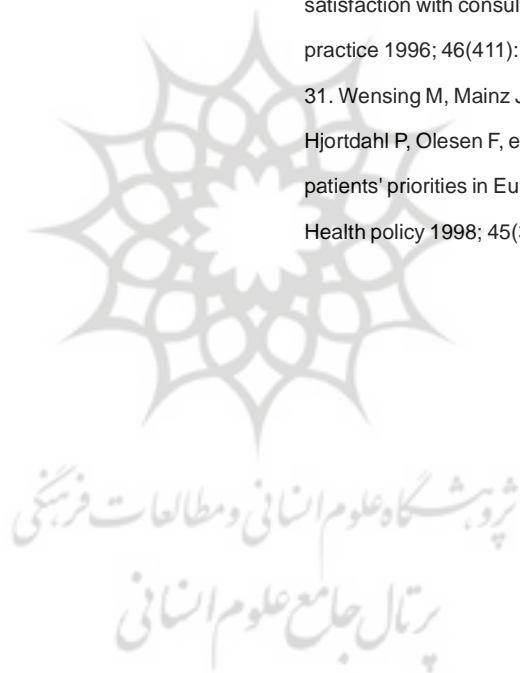 satisfaction with consul
practice 1996; 46(411):
31. Wensing M, Mainz J
Hjortdahl P, Olesen F, e
patients' priorities in Eu
Health policy 1998; 45(3
پژوهشگاه علوم انسانی و مطالعات فرهنگی
پرتال جامع علوم انسانی